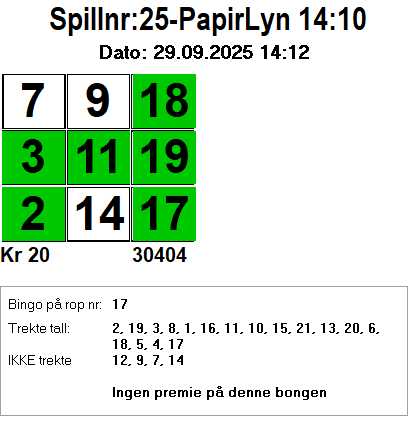 Spillnr:25-PapirLyn 14:10
Dato: 29.09.2025 14:12
7 9 18
3 11 19
2 14 17
Kr 20 30404
Bingo på rop nr: 17
Trekte tall: 2, 19, 3, 8, 1, 16, 11, 10, 15, 21, 13, 20, 6,
18, 5, 4, 17
IKKE trekte 12, 9, 7, 14
Ingen premie på denne bongen